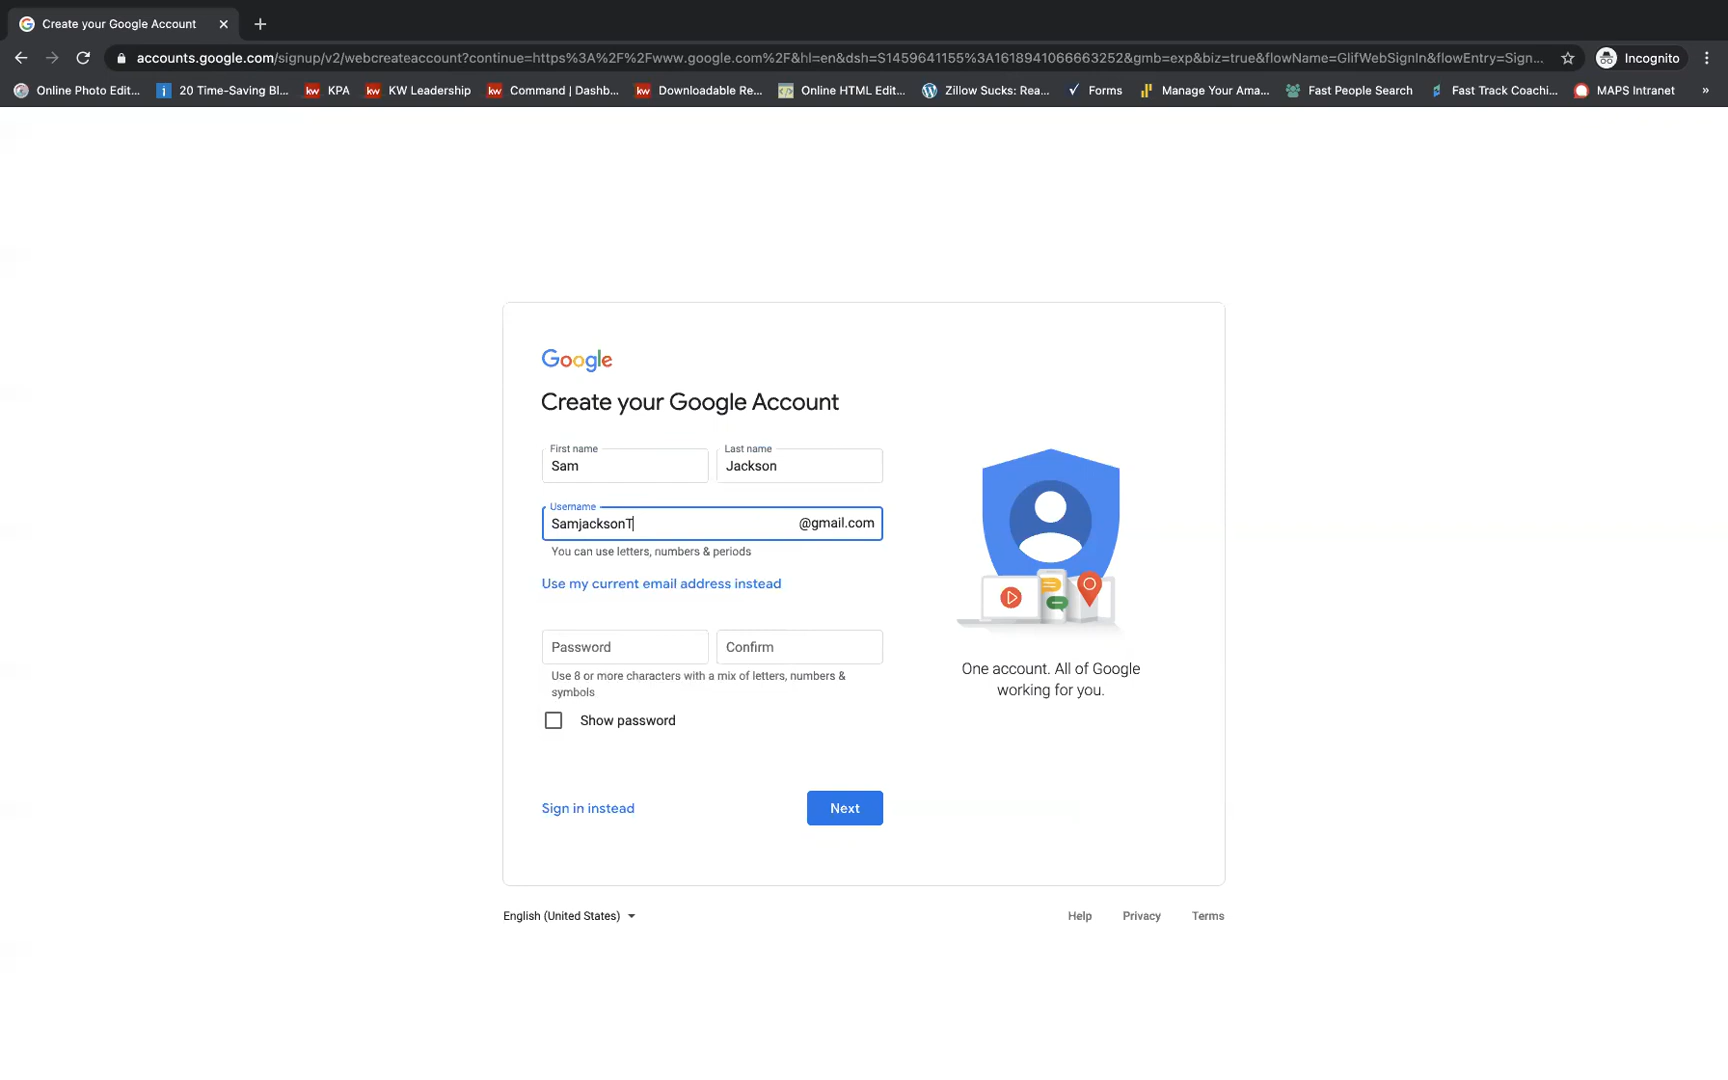 Create your Google Account
accounts.google.com/signup/v2/webcreateaccount?continue=https%3A%2F%2Fwww.google.com%2F&hl=en&dsh=S1459641155%3A1618941066663252&gmb=exp&biz=true&flowName=GlifWebSignIn&flowEntry=Sign... Incognito
Online Photo Edit... 20 Time-Saving Bl... KPA KW Leadership Command | Dashb... Downloadable Re... Online HTML Edit... Zillow Sucks: Rea... Forms Manage Your Ama... Fast People Search Fast Track Coachi... MAPS Intranet »
Google
Create your Google Account
First name Last name
Sam Jackson
Username
SamjacksonT @gmail.com
You can use letters, numbers & periods
Use my current email address instead
Password Confirm
Use 8 or more characters with a mix of letters, numbers &
symbols
Show password
One account. All of Google
working for you.
Sign in instead Next
English (United States) Help Privacy Terms